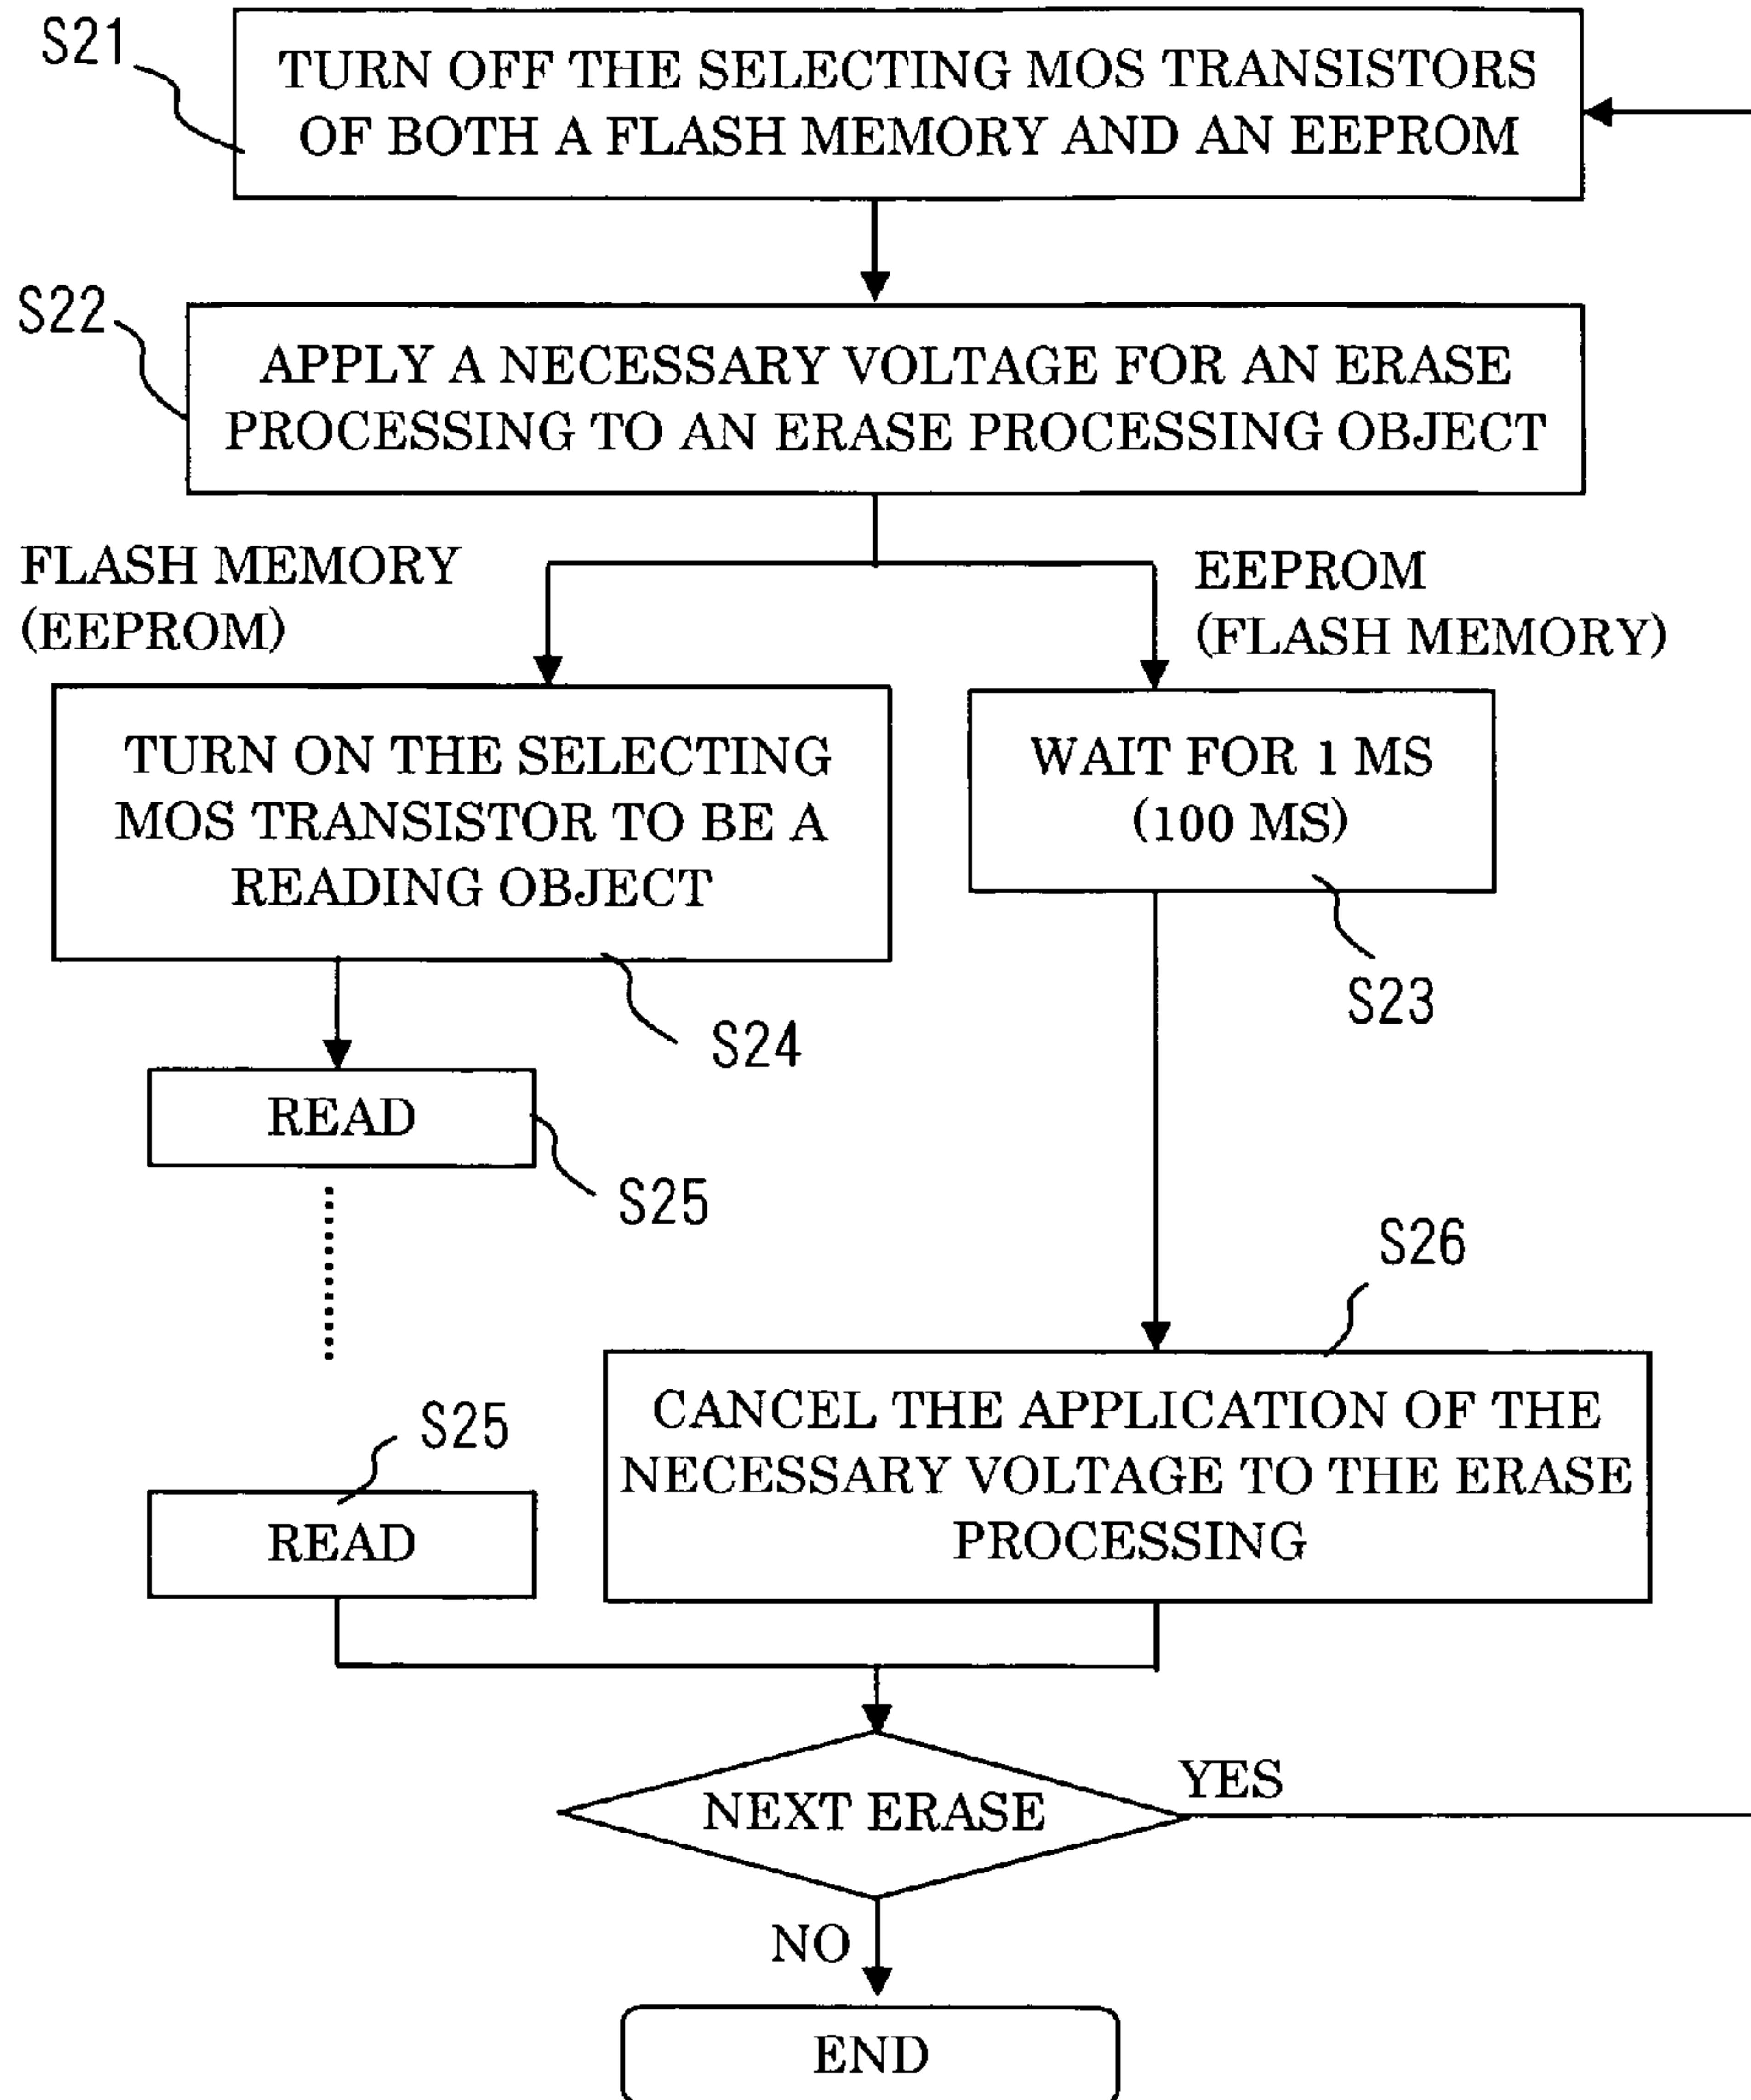 S21
TURN OFF THE SELECTING MOS TRANSISTORS
OF BOTH A FLASH MEMORY AND AN EEPROM
S22
APPLY A NECESSARY VOLTAGE FOR AN ERASE
PROCESSING TO AN ERASE PROCESSING OBJECT
FLASH MEMORY
(EEPROM)
EEPROM
(FLASH MEMORY)
TURN ON THE SELECTING
MOS TRANSISTOR TO BE A
READING OBJECT
WAIT FOR 1 MS
(100 MS)
S23
S24
READ
S25
S26
CANCEL THE APPLICATION OF THE
NECESSARY VOLTAGE TO THE ERASE
PROCESSING
S25
READ
NEXT ERASE
YES
NO
END